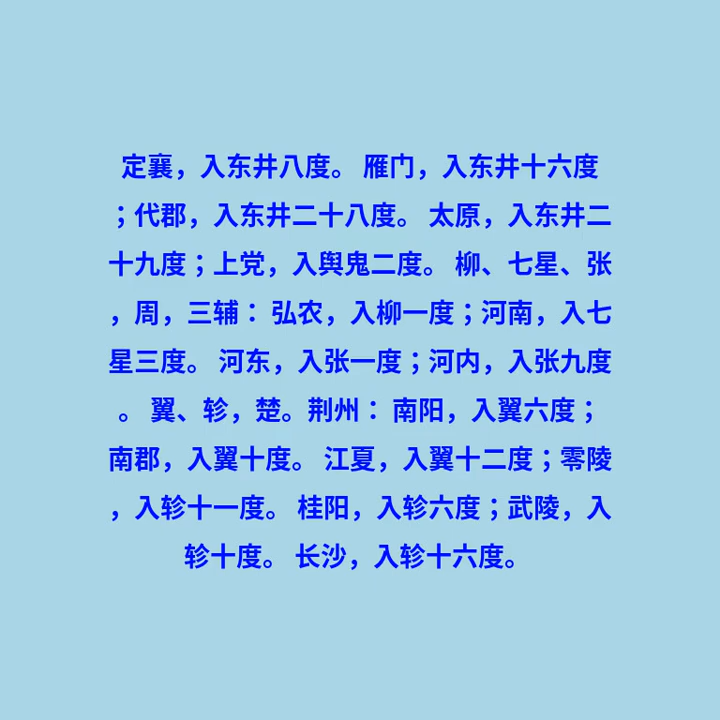 定襄，入东井八度。 雁门，入东井十六度
；代郡，入东井二十八度。 太原，入东井二
十九度；上党，入舆鬼二度。 柳、七星、张
，周，三辅： 弘农，入柳一度；河南，入七
星三度。 河东，入张一度；河内，入张九度
。 翼、轸，楚。荆州： 南阳，入翼六度；
南郡，入翼十度。 江夏，入翼十二度；零陵
，入轸十一度。 桂阳，入轸六度；武陵，入
轸十度。 长沙，入轸十六度。